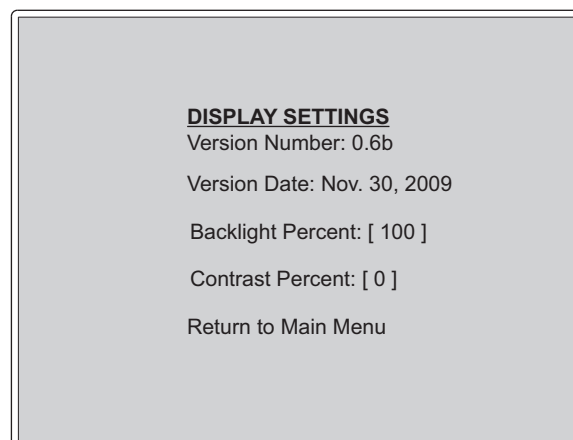 DISPLAY SETTINGS
Version Number: 0.6b
Version Date: Nov. 30, 2009
Backlight Percent: [ 100 ]
Contrast Percent: [ 0 ]
Return to Main Menu